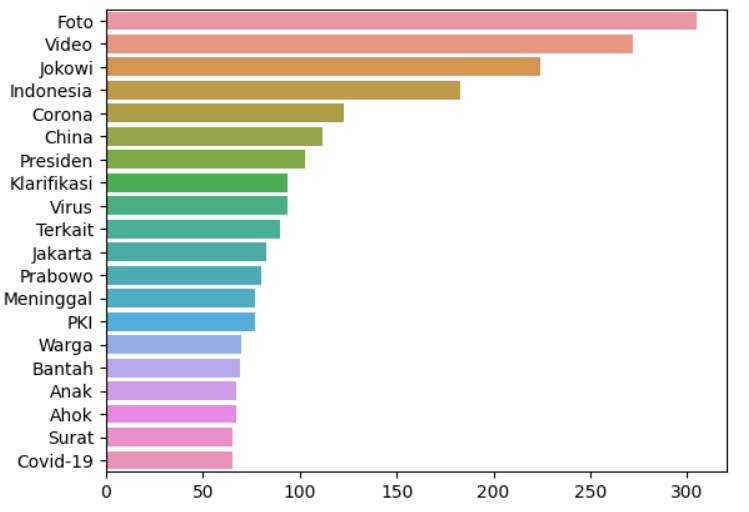 Foto
Video
Jokowi
Indonesia
Corona
China
Presiden
Klarifikasi
Virus
Terkait
Jakarta
Prabowo
Meninggal
PKI
Warga
Bantah
Anak
Ahok
Surat
Covid-19
0 50 100 150 200 250 300